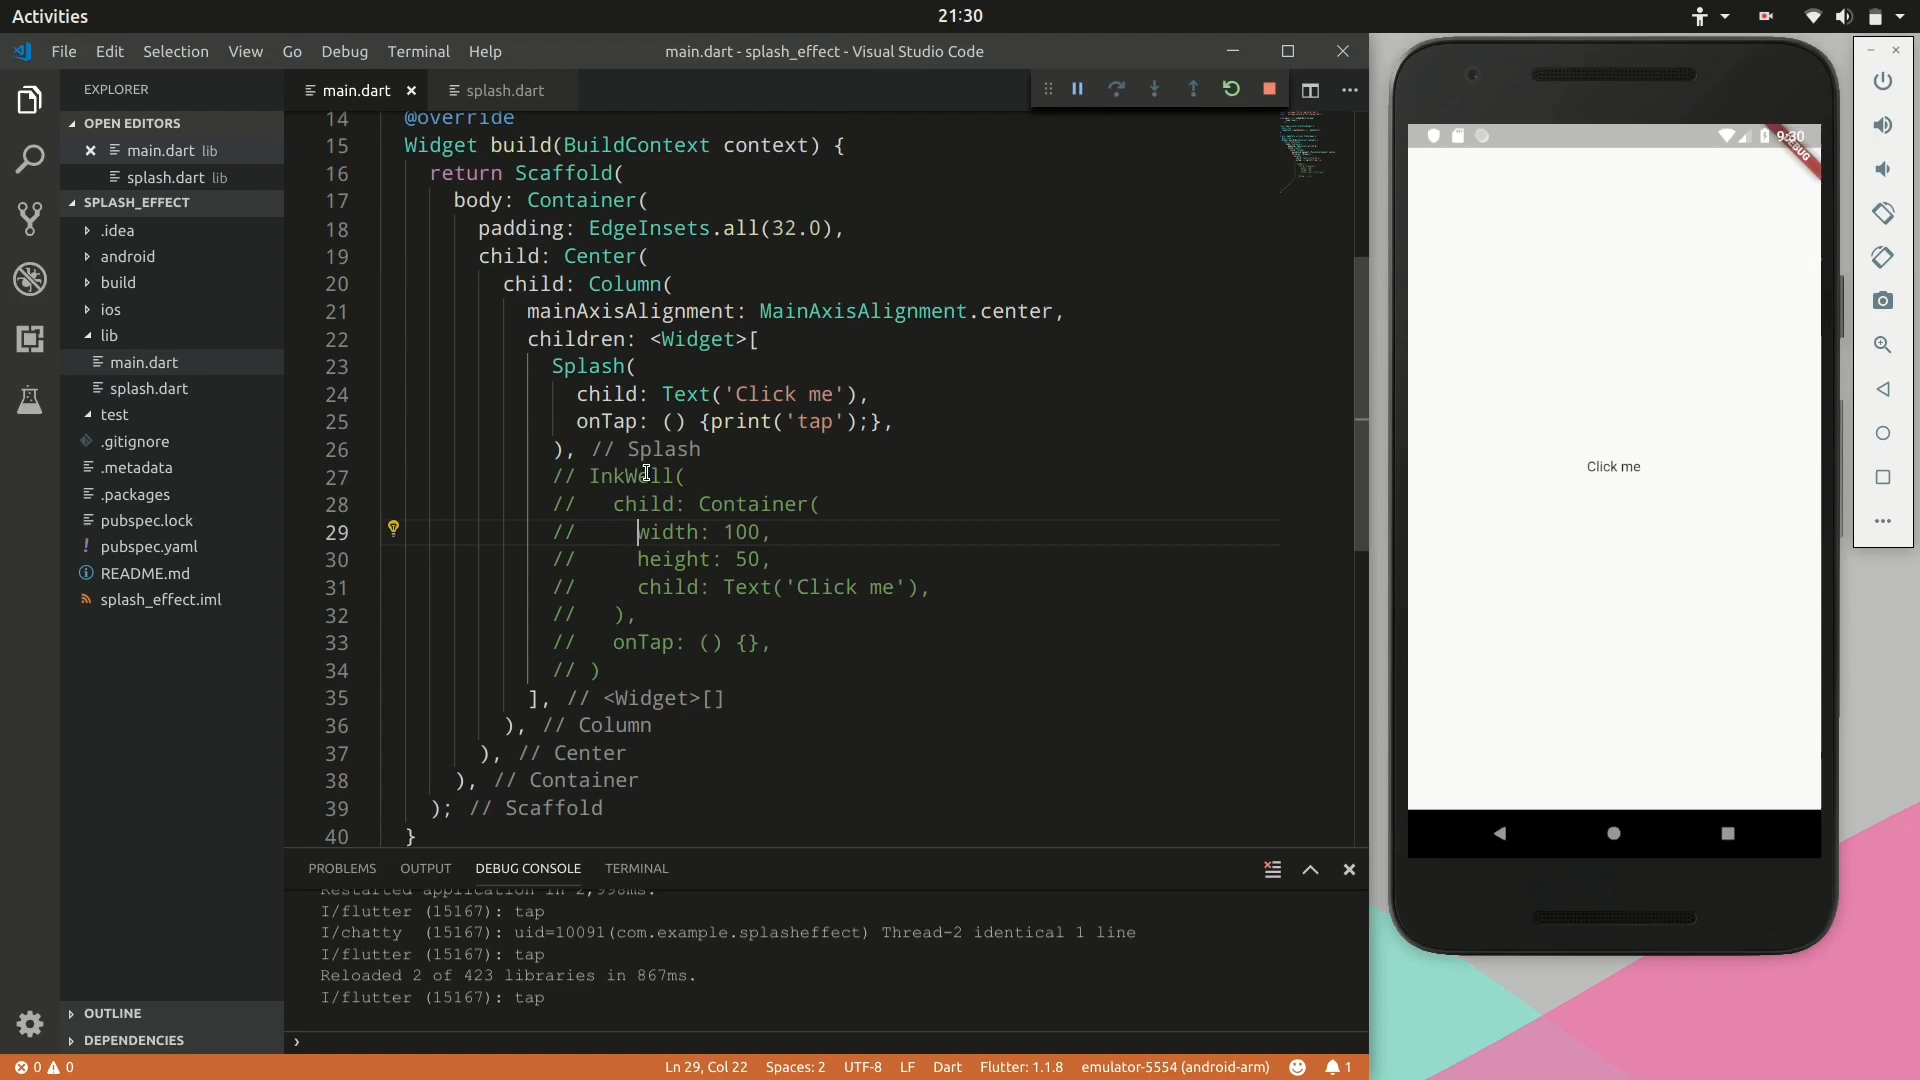 Activities
21:30
File Edit Selection View Go Debug Terminal Help
main.dart - splash_effect - Visual Studio Code
EXPLORER
OPEN EDITORS
main.dart lib
splash.dart lib
SPLASH_EFFECT
.idea
android
build
ios
lib
main.dart
splash.dart
test
.gitignore
.metadata
.packages
pubspec.lock
pubspec.yaml
README.md
splash_effect.iml
OUTLINE
DEPENDENCIES
main.dart splash.dart
14 @override
15 Widget build(BuildContext context) {
16 return Scaffold(
17 body: Container(
18 padding: EdgeInsets.all(32.0),
19 child: Center(
20 child: Column(
21 mainAxisAlignment: MainAxisAlignment.center,
22 children: <Widget>[
23 Splash(
24 child: Text('Click me'),
25 onTap: () {print('tap');},
26 ), // Splash
27 // InkWell(
28 // child: Container(
29 // width: 100,
30 // height: 50,
31 // child: Text('Click me'),
32 // ),
33 // onTap: () {},
34 // )
35 ], // <Widget>[]
36 ), // Column
37 ), // Center
38 ), // Container
39 ); // Scaffold
40 }
PROBLEMS OUTPUT DEBUG CONSOLE TERMINAL
Restarted application in 2,998ms.
I/flutter (15167): tap
I/chatty (15167): uid=10091(com.example.splasheffect) Thread-2 identical 1 line
I/flutter (15167): tap
Reloaded 2 of 423 libraries in 867ms.
I/flutter (15167): tap
0 0
Ln 29, Col 22 Spaces: 2 UTF-8 LF Dart Flutter: 1.1.8 emulator-5554 (android-arm) 1
9:30
DEBUG
Click me